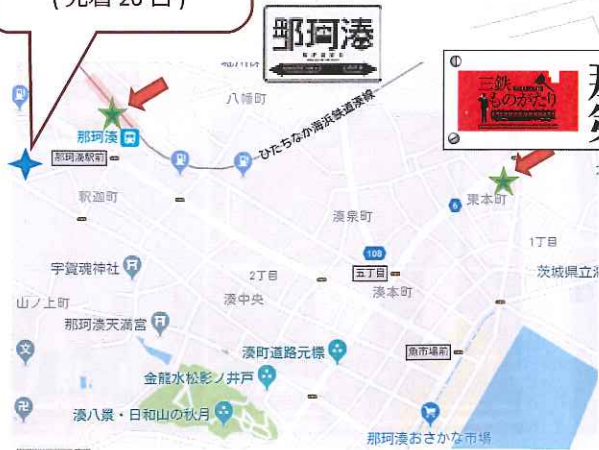 (先着20台)
那珂湊
八幡町
ひたちなか海浜鉄道湊線
三鉄
ものがたり
那珂湊
那珂湊駅前
釈迦町
湊泉町
6
東本町
1丁目
108
五丁目
茨城県立
宇賀魂神社
2丁目
湊中央
湊本町
山ノ上町
那珂湊天満宮
湊町道路元標
魚市場前
金龍水松影ノ井戸
湊八景・日和山の秋月
那珂湊おさかな市場